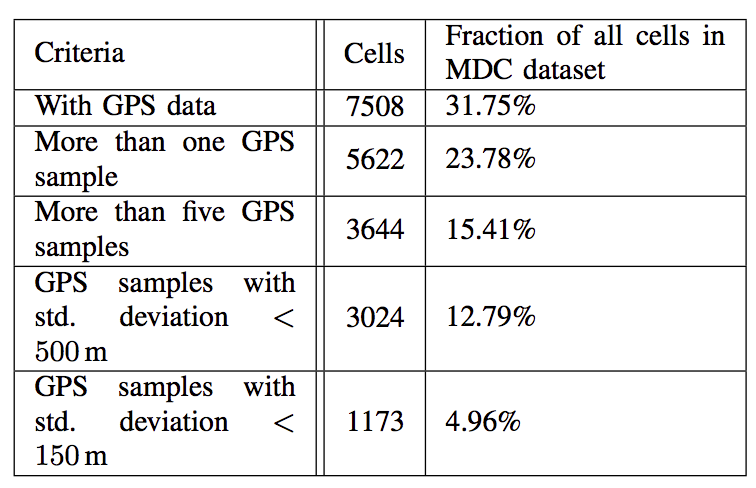 Criteria
Cells
Fraction of all cells in
MDC dataset
With GPS data
7508
31.75%
More than one GPS
sample
5622
23.78%
More than five GPS
samples
3644
15.41%
GPS samples with
std. deviation <
500 m
3024
12.79%
GPS samples with
std. deviation <
150 m
1173
4.96%